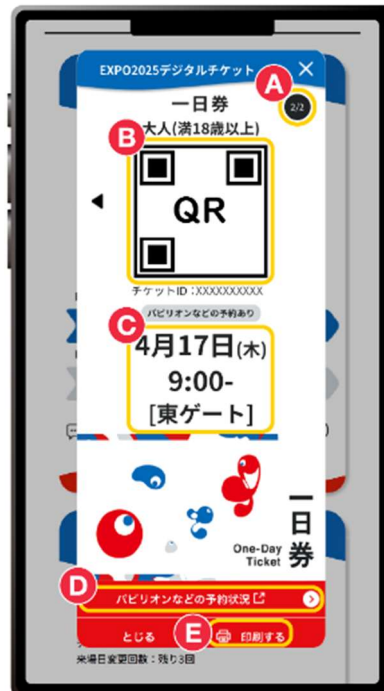 EXPO2025デジタルチケット
A
2/2
一日券
大人(満18歳以上)
B
QR
チケットID：XXXXXXXXXX
パビリオンなどの予約あり
C
4月17日(木)
9:00-
[東ゲート]
一日券
One-Day
Ticket
D
パビリオンなどの予約状況
とじる
E
印刷する
来場日変更回数：残り3回